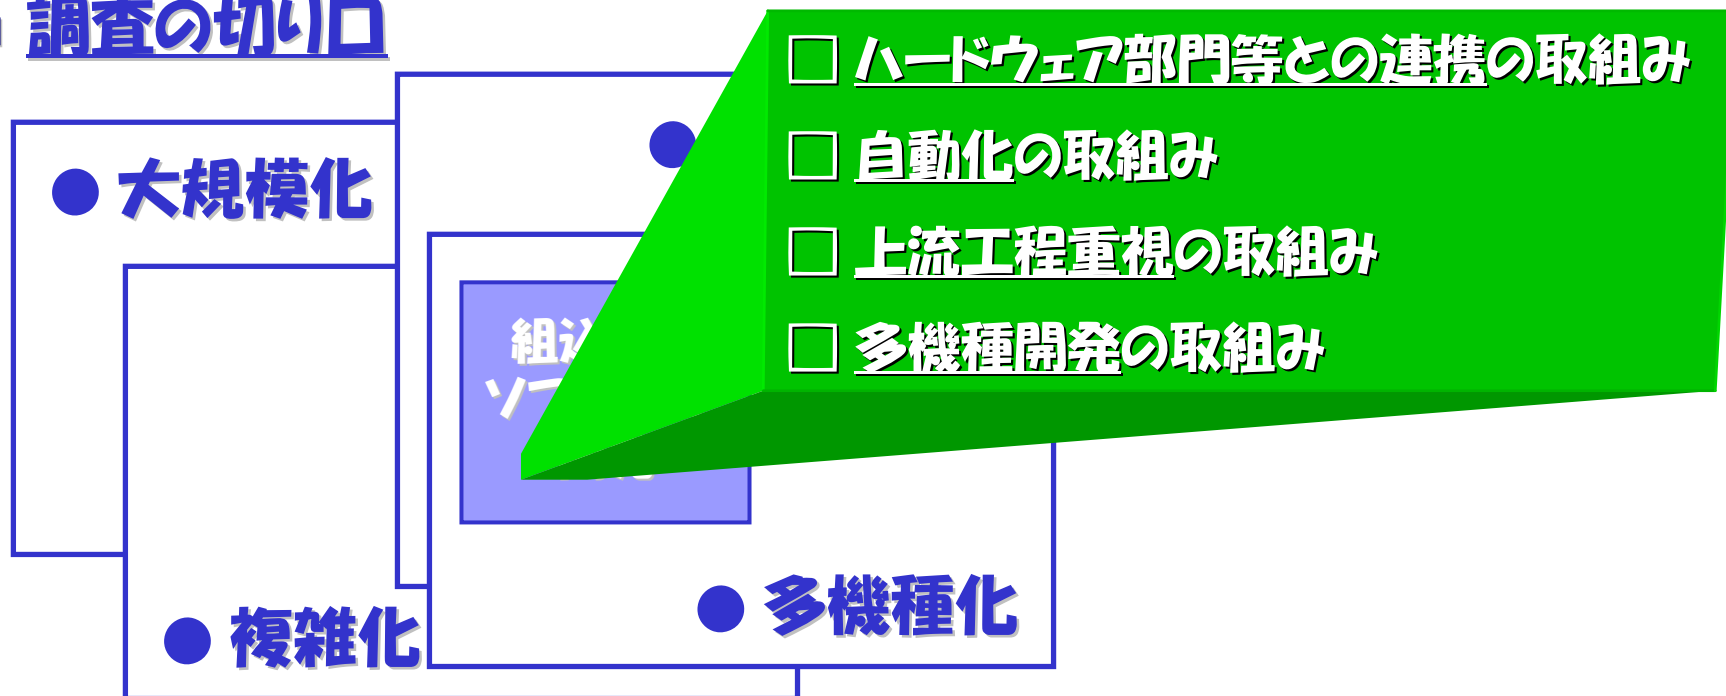 調査の切り口
□ ハードウェア部門等との連携の取組み
□ 自動化の取組み
□ 上流工程重視の取組み
□ 多機種開発の取組み
● 大規模化
●
組込
ソー
● 多機種化
● 複雑化